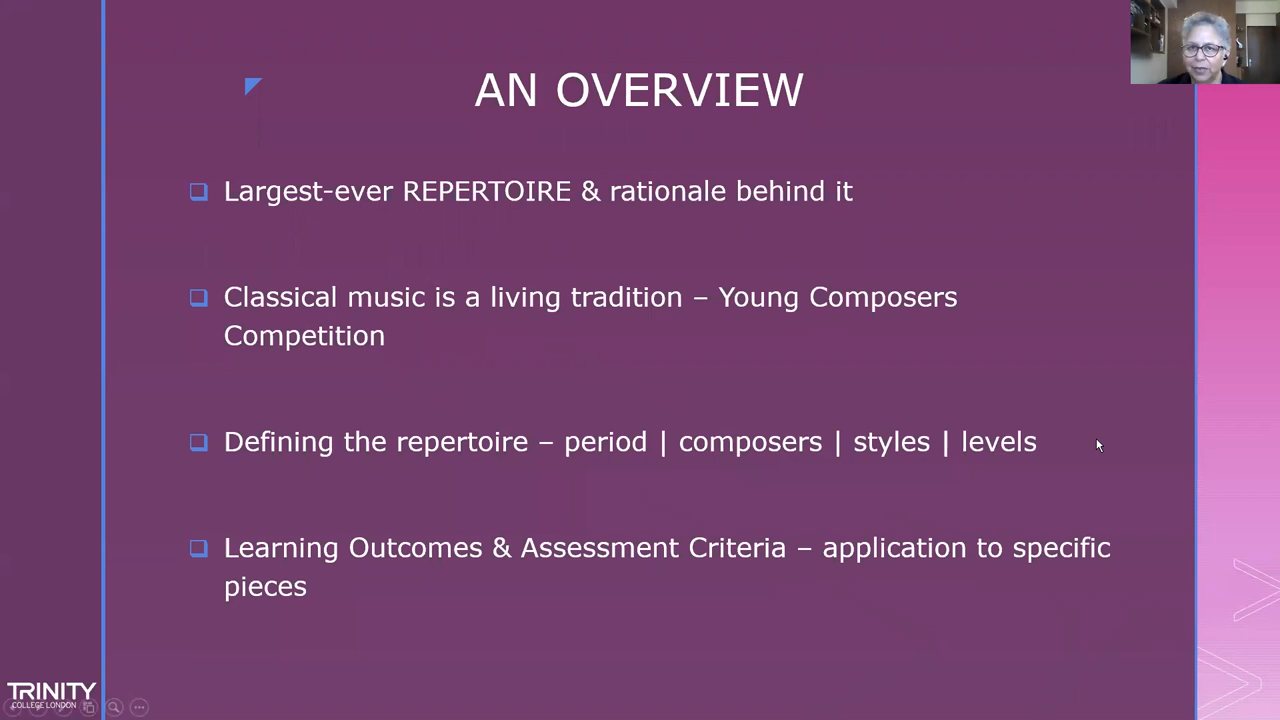 AN OVERVIEW
Largest-ever REPERTOIRE & rationale behind it
Classical music is a living tradition – Young Composers
Competition
Defining the repertoire – period | composers | styles | levels
Learning Outcomes & Assessment Criteria – application to specific
pieces
TRINITY
COLLEGE LONDON